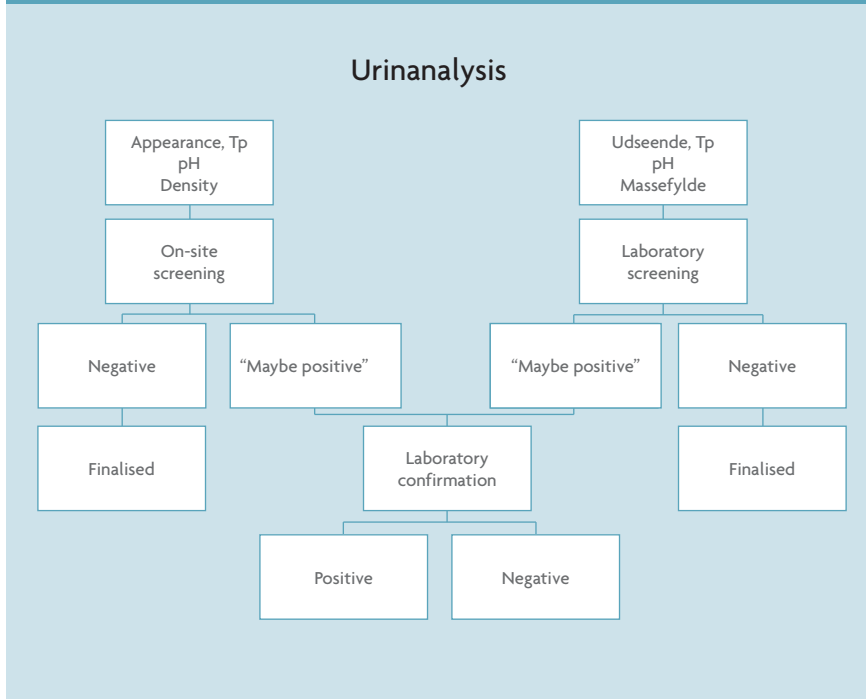 Urinanalysis
Appearance, Tp
pH
Density
Udseende, Tp
pH
Massefylde
On-site
screening
Laboratory
screening
Negative
“Maybe positive”
“Maybe positive”
Negative
Finalised
Laboratory
confirmation
Finalised
Positive
Negative